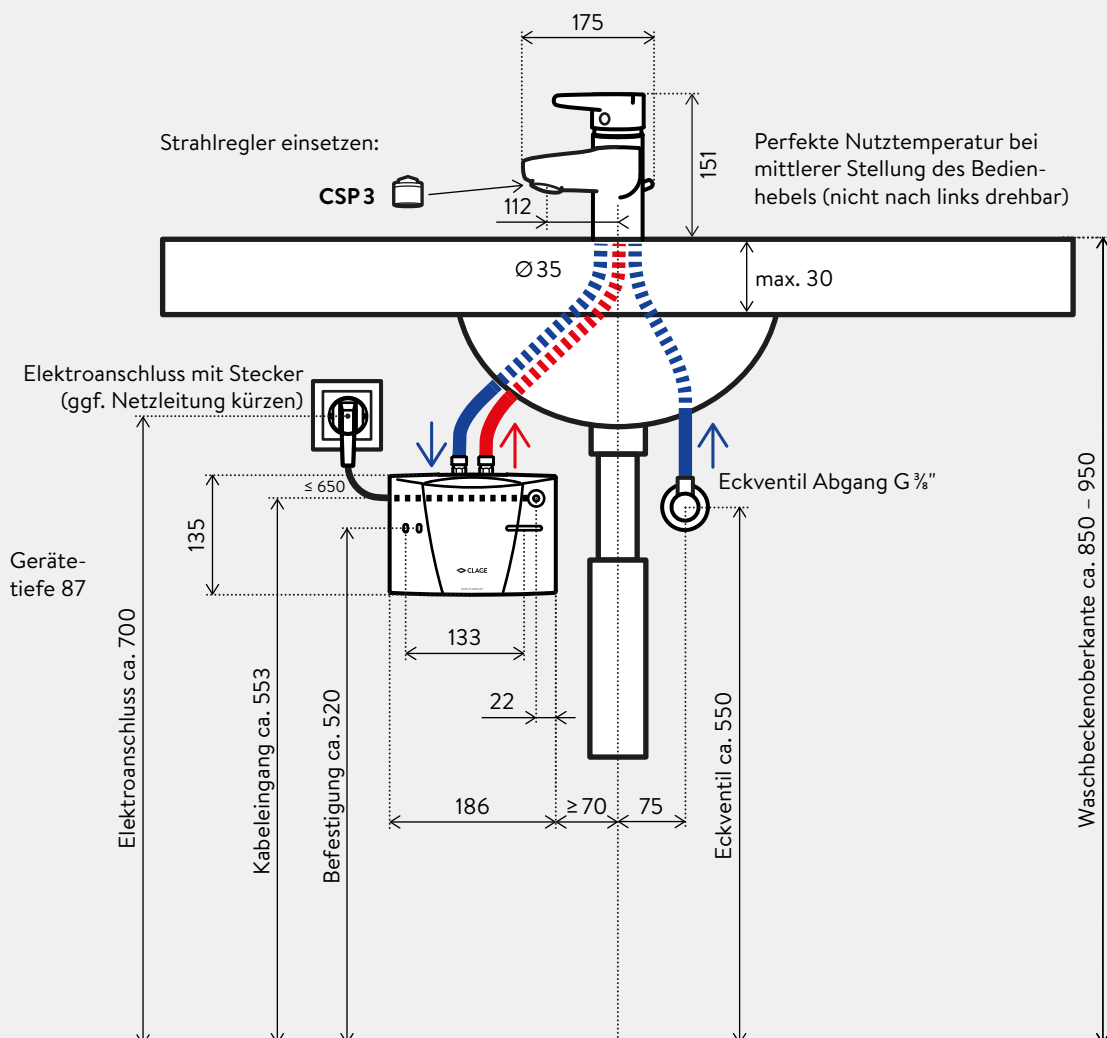 175
Strahlregler einsetzen:
CSP 3
112
151
Perfekte Nutztemperatur bei
mittlerer Stellung des Bedien-
hebels (nicht nach links drehbar)
Ø 35
max. 30
Elektroanschluss mit Stecker
(ggf. Netzleitung kürzen)
≤ 650
Eckventil Abgang G ⅜"
135
Geräte-
tiefe 87
CLAGE
133
22
186
≥ 70
75
Elektroanschluss ca. 700
Kabeleingang ca. 553
Befestigung ca. 520
Eckventil ca. 550
Waschbeckenoberkante ca. 850 – 950